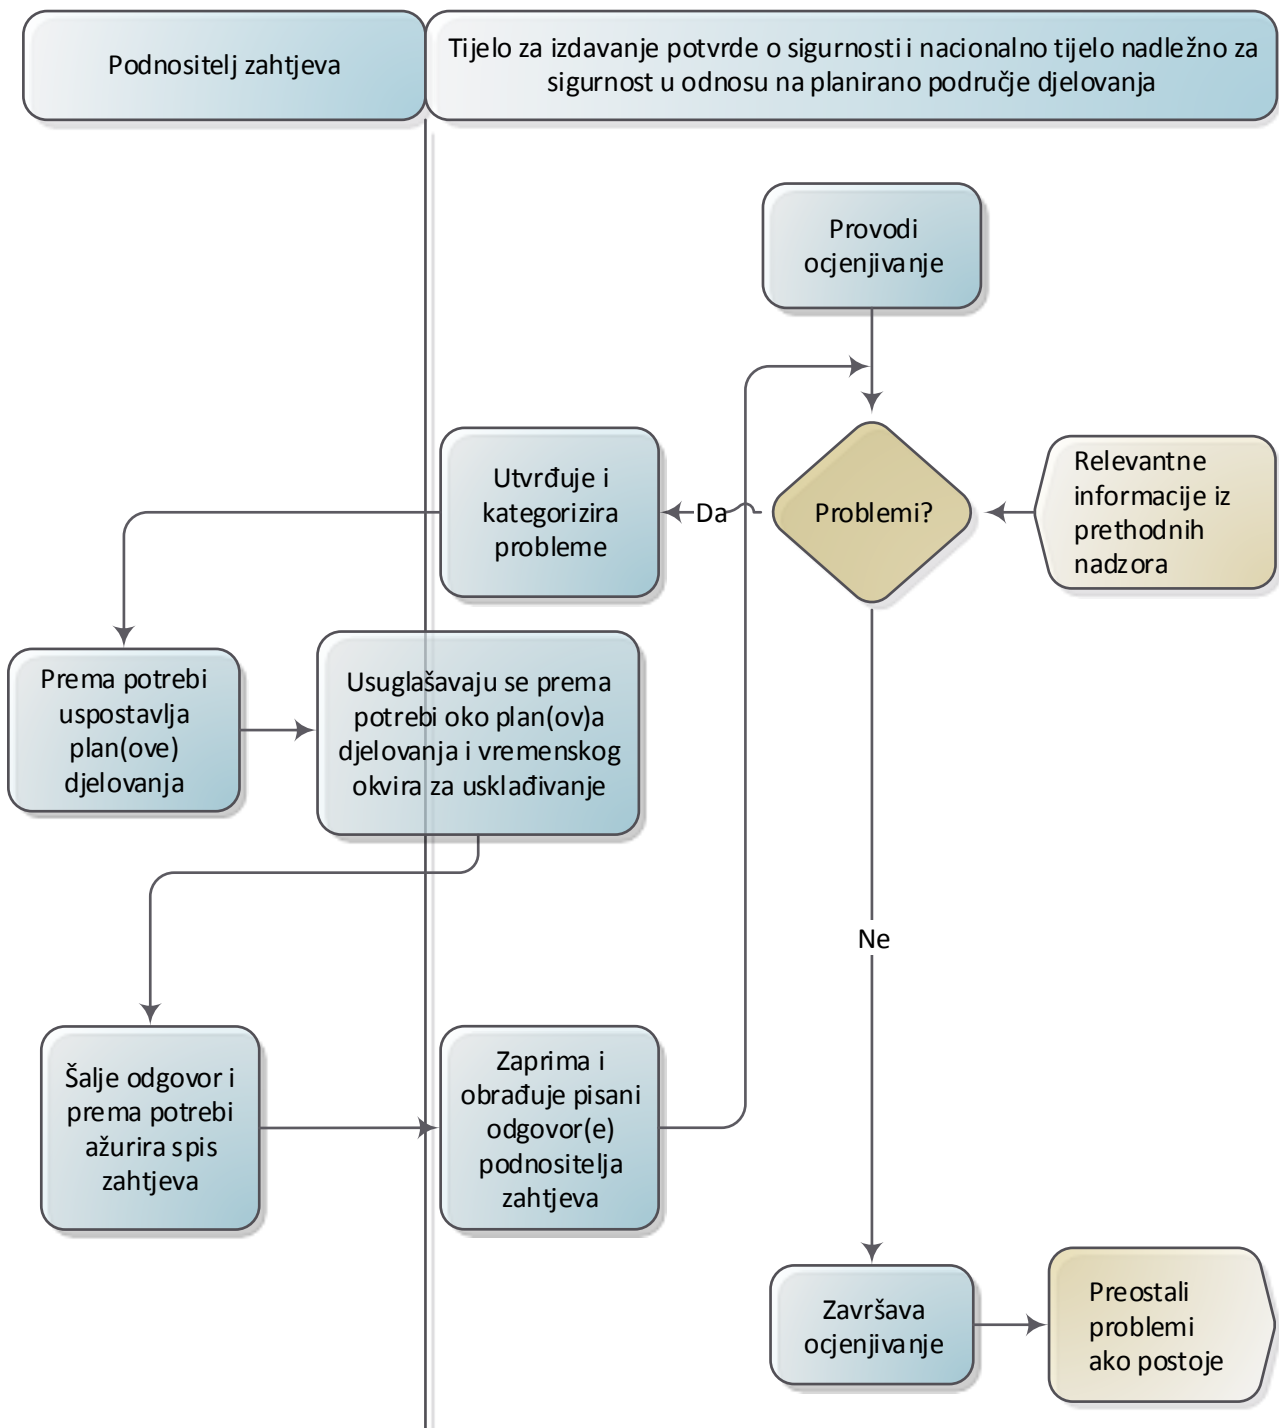 Podnositelj zahtjeva
Tijelo za izdavanje potvrde o sigurnosti i nacionalno tijelo nadležno za
sigurnost u odnosu na planirano područje djelovanja
Provodi
ocjenjivanje
Utvrđuje i
kategorizira
probleme
Da
Problemi?
Relevantne
informacije iz
prethodnih
nadzora
Prema potrebi
uspostavlja
plan(ove)
djelovanja
Usuglašavaju se prema
potrebi oko plan(ov)a
djelovanja i vremenskog
okvira za usklađivanje
Ne
Šalje odgovor i
prema potrebi
ažurira spis
zahtjeva
Zaprima i
obrađuje pisani
odgovor(e)
podnositelja
zahtjeva
Završava
ocjenjivanje
Preostali
problemi
ako postoje